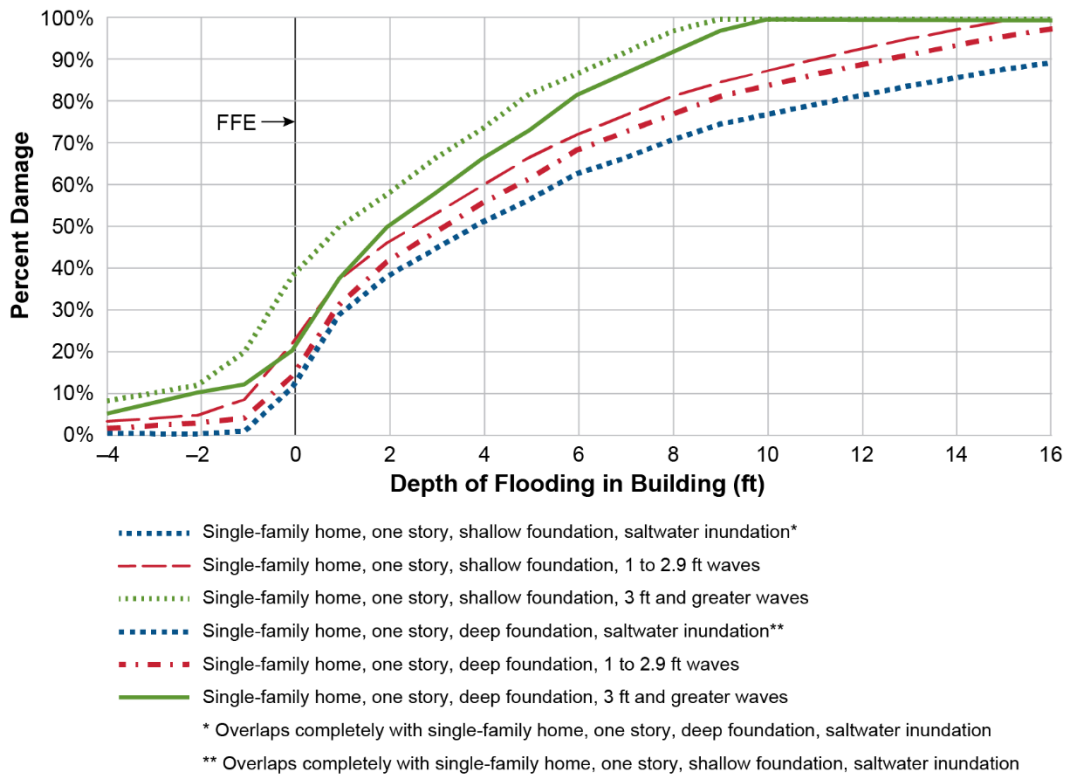 100%
90%
80%
70%
60%
50%
40%
30%
20%
10%
0%
Percent Damage
FFE
–4 –2 0 2 4 6 8 10 12 14 16
Depth of Flooding in Building (ft)
Single-family home, one story, shallow foundation, saltwater inundation*
Single-family home, one story, shallow foundation, 1 to 2.9 ft waves
Single-family home, one story, shallow foundation, 3 ft and greater waves
Single-family home, one story, deep foundation, saltwater inundation**
Single-family home, one story, deep foundation, 1 to 2.9 ft waves
Single-family home, one story, deep foundation, 3 ft and greater waves
* Overlaps completely with single-family home, one story, deep foundation, saltwater inundation
** Overlaps completely with single-family home, one story, shallow foundation, saltwater inundation